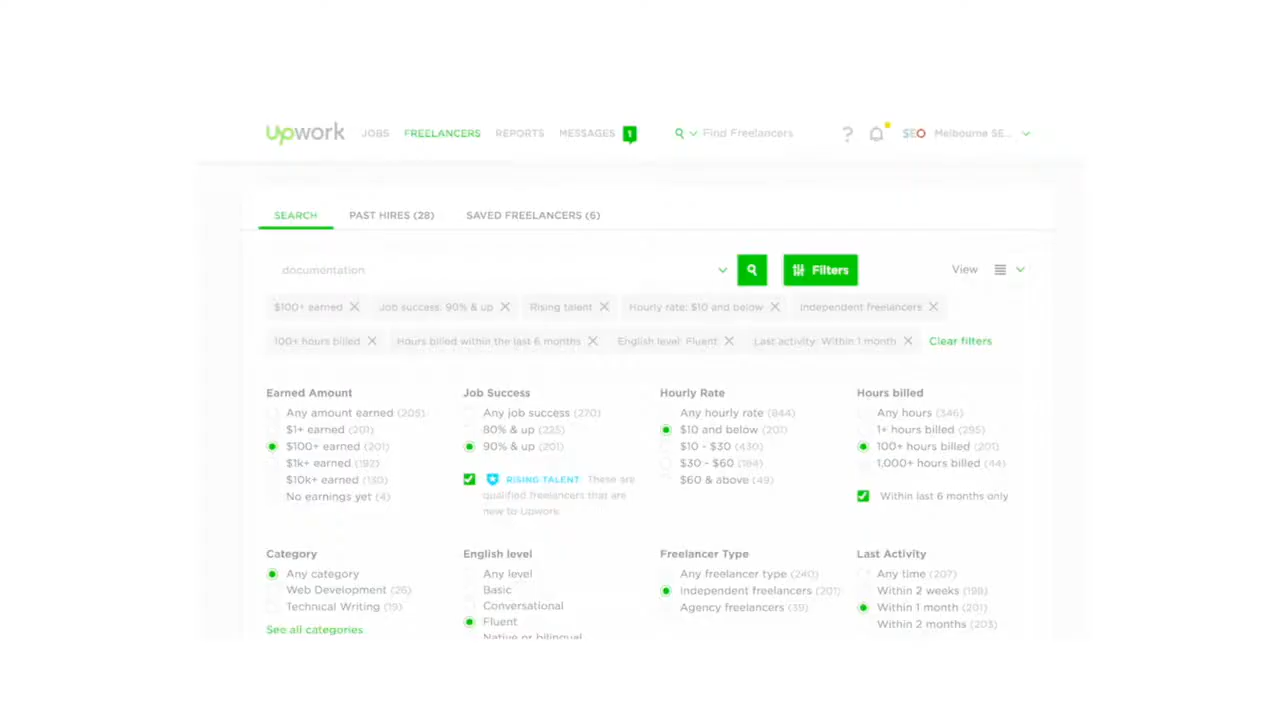 upwork JOBS FREELANCERS REPORTS MESSAGES 1 Find Freelancers ? SEO Melbourne SE...
SEARCH PAST HIRES (28) SAVED FREELANCERS (6)
documentation Filters View
$100+ earned Job success: 90% & up Rising talent Hourly rate: $10 and below Independent freelancers
100+ hours billed Hours billed within the last 6 months English level: Fluent Last activity: Within 1 month Clear filters
Earned Amount Job Success Hourly Rate Hours billed
Any amount earned (205) Any job success (270) Any hourly rate (844) Any hours (346)
$1+ earned (201) 80% & up (225) $10 and below (201) 1+ hours billed (295)
$100+ earned (201) 90% & up (201) $10 - $30 (430) 100+ hours billed (201)
$1k+ earned (192) $30 - $60 (164) 1,000+ hours billed (44)
$10k+ earned (130) RISING TALENT These are $60 & above (49)
No earnings yet (4) qualified freelancers that are Within last 6 months only
new to Upwork
Category English level Freelancer Type Last Activity
Any category Any level Any freelancer type (240) Any time (207)
Web Development (26) Basic Independent freelancers (201) Within 2 weeks (198)
Technical Writing (19) Conversational Agency freelancers (39) Within 1 month (201)
See all categories Fluent Within 2 months (203)
Native or bilingual